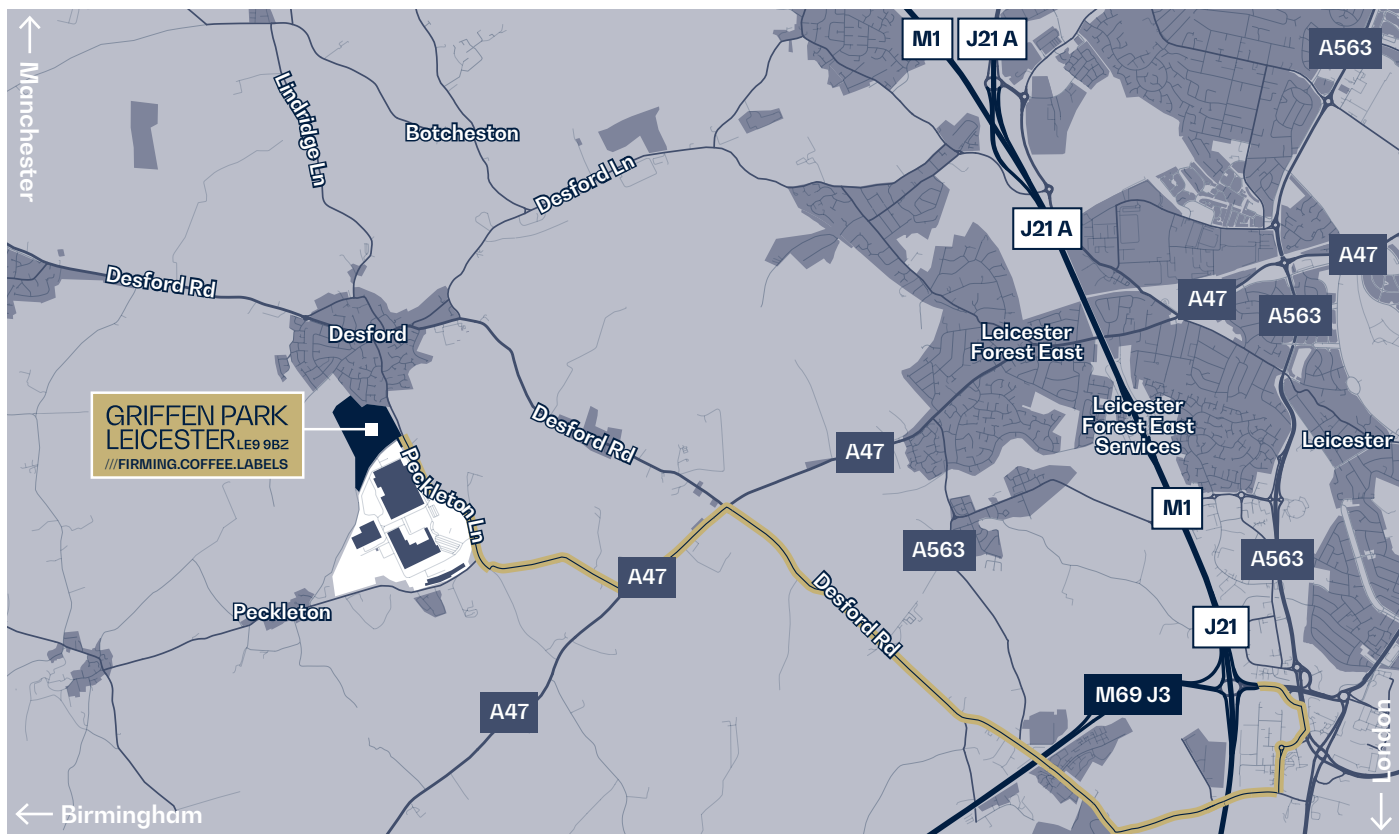 Manchester
M1
J21 A
A563
Lindridge Ln
Botcheston
Desford Ln
J21 A
A47
Desford Rd
A47
A563
Desford
Leicester
Forest East
GRIFFEN PARK
LEICESTER LE9 9BZ
///FIRMING.COFFEE.LABELS
Desford Rd
Leicester
Forest East
Services
Leicester
A47
Peckleton Ln
M1
A563
A563
A47
Peckleton
Desford Rd
J21
M69 J3
A47
London
Birmingham